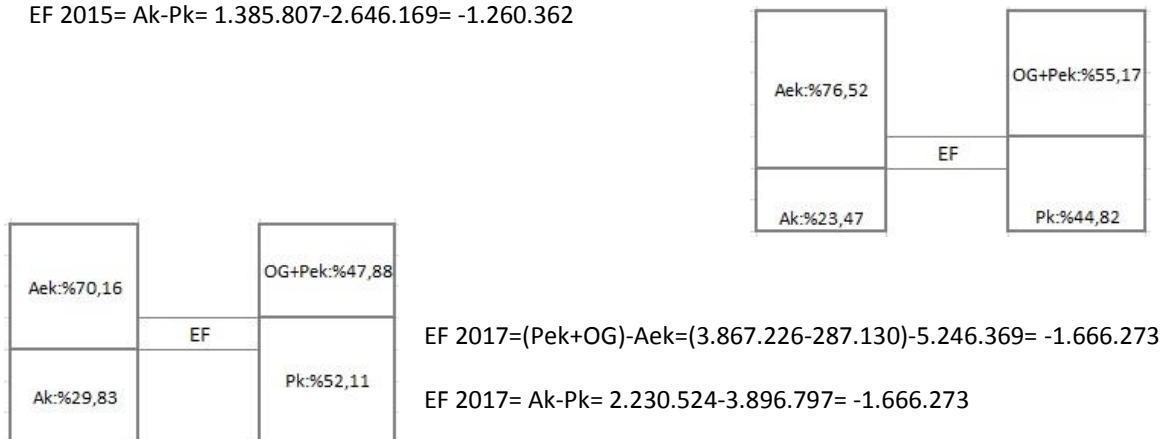 EF 2015= Ak-Pk= 1.385.807-2.646.169= -1.260.362
Aek:%76,52
OG+Pek:%55,17
EF
Ak:%23,47
Pk:%44,82
Aek:%70,16
OG+Pek:%47,88
EF
Ak:%29,83
Pk:%52,11
EF 2017=(Pek+OG)-Aek=(3.867.226-287.130)-5.246.369= -1.666.273
EF 2017= Ak-Pk= 2.230.524-3.896.797= -1.666.273